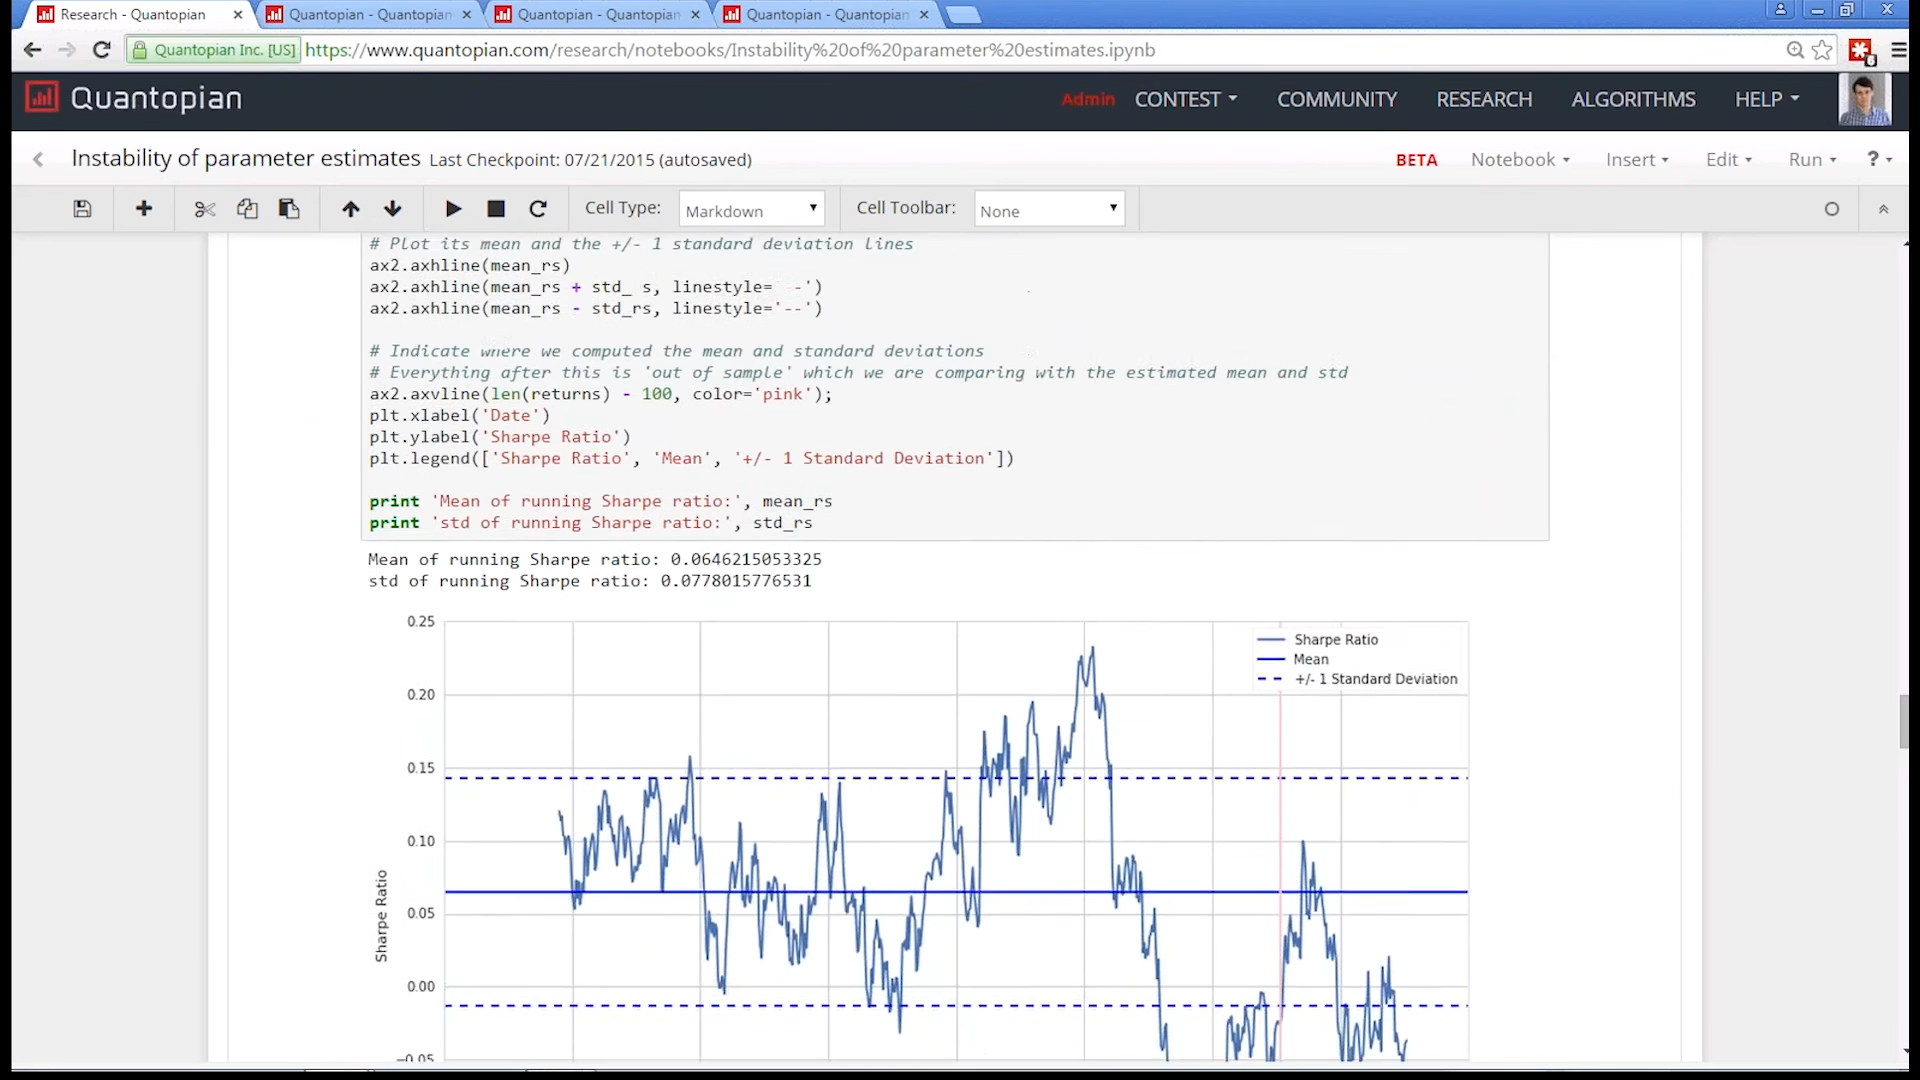 Research - Quantopian
Quantopian - Quantopian
Quantopian - Quantopian
Quantopian - Quantopian
Quantopian Inc. [US] https://www.quantopian.com/research/notebooks/Instability%20of%20parameter%20estimates.ipynb
6
Quantopian
Admin CONTEST COMMUNITY RESEARCH ALGORITHMS HELP
Instability of parameter estimates Last Checkpoint: 07/21/2015 (autosaved)
BETA Notebook Insert Edit Run ?
Cell Type: Markdown Cell Toolbar: None
# Plot its mean and the +/- 1 standard deviation lines
ax2.axhline(mean_rs)
ax2.axhline(mean_rs + std_ s, linestyle= -')
ax2.axhline(mean_rs - std_rs, linestyle='--')
# Indicate where we computed the mean and standard deviations
# Everything after this is 'out of sample' which we are comparing with the estimated mean and std
ax2.axvline(len(returns) - 100, color='pink');
plt.xlabel('Date')
plt.ylabel('Sharpe Ratio')
plt.legend(['Sharpe Ratio', 'Mean', '+/- 1 Standard Deviation'])
print 'Mean of running Sharpe ratio:', mean_rs
print 'std of running Sharpe ratio:', std_rs
Mean of running Sharpe ratio: 0.0646215053325
std of running Sharpe ratio: 0.0778015776531
0.25
0.20
0.15
0.10
0.05
0.00
-0.05
Sharpe Ratio
Sharpe Ratio
Mean
+/- 1 Standard Deviation